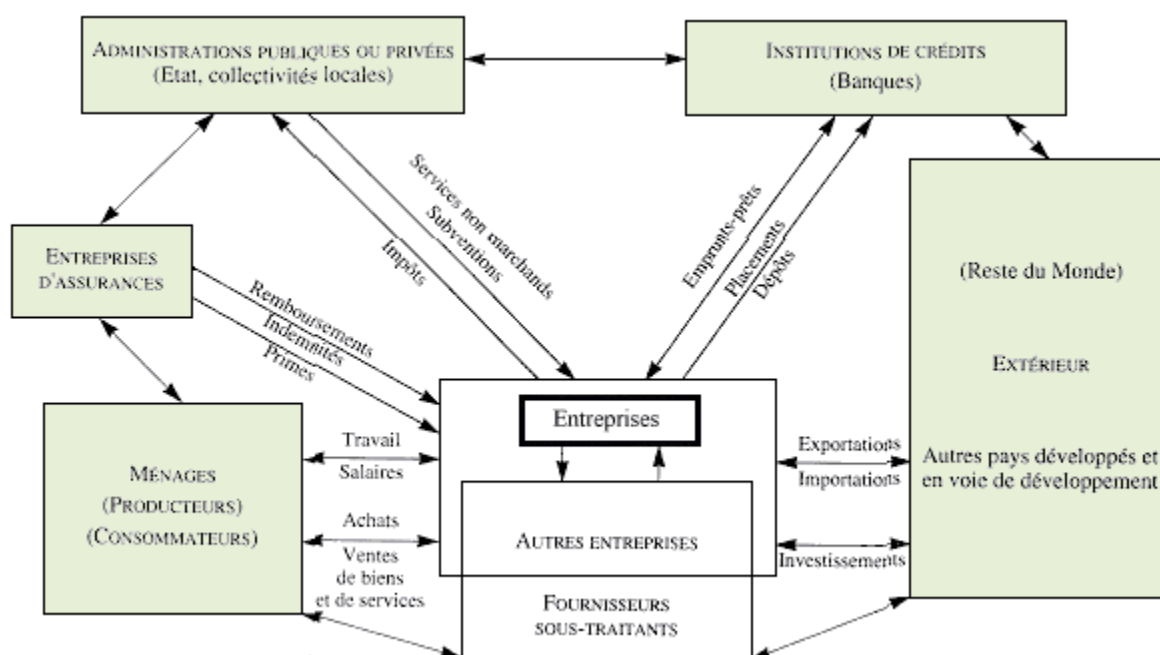 ADMINISTRATIONS PUBLIQUES OU PRIVÉES
(Etat, collectivités locales)
INSTITUTIONS DE CRÉDITS
(Banques)
Services non marchands
Subventions
Impôts
Emprunts-prêts
Placements
Dépôts
ENTREPRISES
D'ASSURANCES
Remboursements
Indemnités
Primes
(Reste du Monde)
EXTÉRIEUR
Autres pays développés et
en voie de développement
Entreprises
MÉNAGES
(PRODUCTEURS)
(CONSOMMATEURS)
Travail
Salaires
Achats
Ventes
de biens
et de services
Exportations
Importations
Investissements
AUTRES ENTREPRISES
FOURNISSEURS
SOUS-TRAITANTS